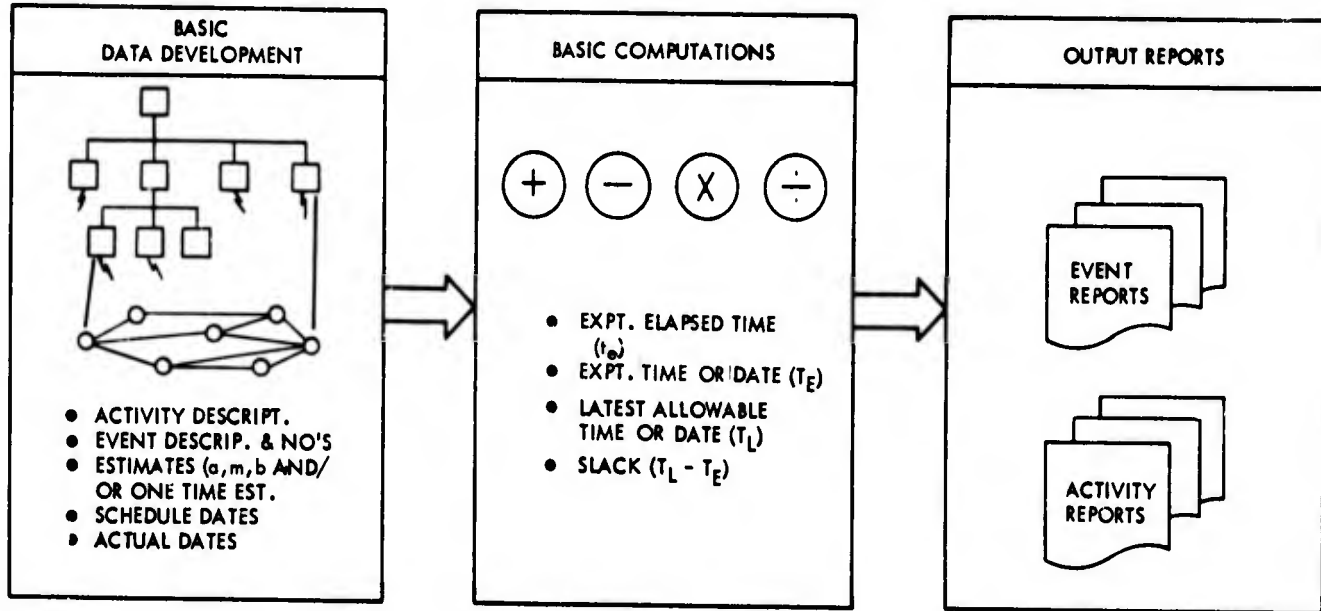 BASIC
DATA DEVELOPMENT
● ACTIVITY DESCRIPT.
● EVENT DESCRIP. & NO'S
● ESTIMATES (a,m,b AND/
OR ONE TIME EST.
● SCHEDULE DATES
● ACTUAL DATES
BASIC COMPUTATIONS
+ − X ÷
● EXPT. ELAPSED TIME
(te)
● EXPT. TIME OR DATE (TE)
● LATEST ALLOWABLE
TIME OR DATE (TL)
● SLACK (TL - TE)
OUTPUT REPORTS
EVENT
REPORTS
ACTIVITY
REPORTS